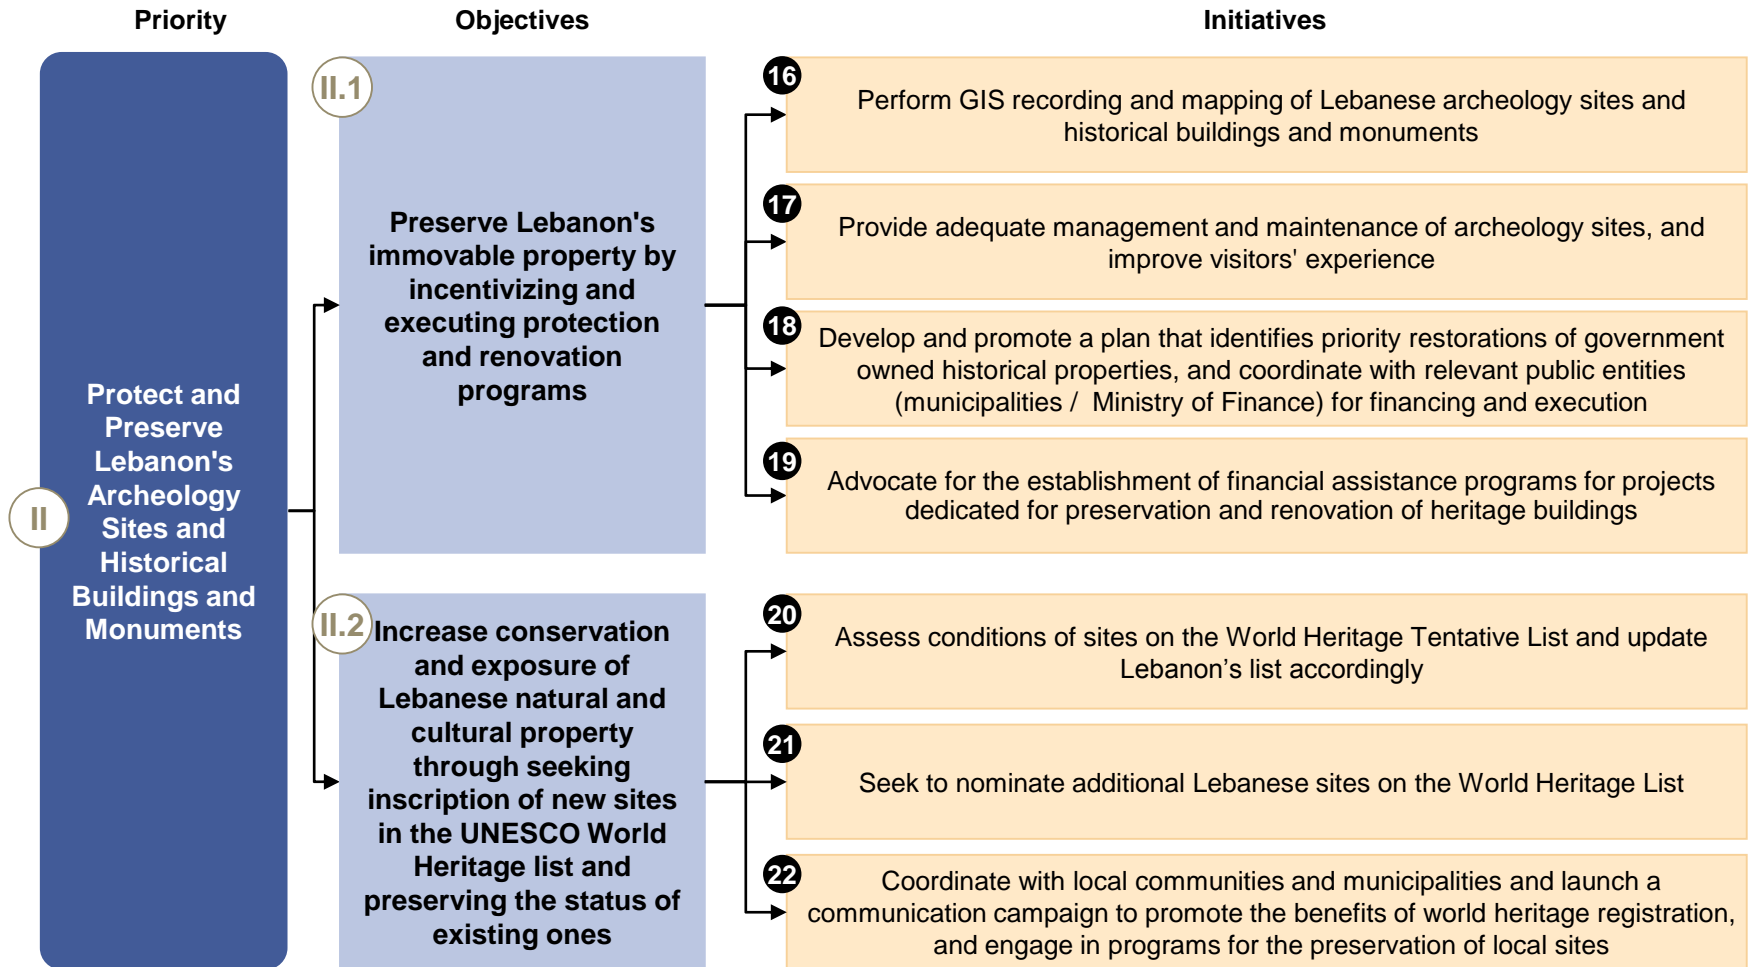 Priority
Objectives
Initiatives
II
Protect and
Preserve
Lebanon's
Archeology
Sites and
Historical
Buildings and
Monuments
II.1
Preserve Lebanon's
immovable property by
incentivizing and
executing protection
and renovation
programs
16
Perform GIS recording and mapping of Lebanese archeology sites and
historical buildings and monuments
17
Provide adequate management and maintenance of archeology sites, and
improve visitors' experience
18
Develop and promote a plan that identifies priority restorations of government
owned historical properties, and coordinate with relevant public entities
(municipalities /  Ministry of Finance) for financing and execution
19
Advocate for the establishment of financial assistance programs for projects
dedicated for preservation and renovation of heritage buildings
II.2
Increase conservation
and exposure of
Lebanese natural and
cultural property
through seeking
inscription of new sites
in the UNESCO World
Heritage list and
preserving the status of
existing ones
20
Assess conditions of sites on the World Heritage Tentative List and update
Lebanon’s list accordingly
21
Seek to nominate additional Lebanese sites on the World Heritage List
22
Coordinate with local communities and municipalities and launch a
communication campaign to promote the benefits of world heritage registration,
and engage in programs for the preservation of local sites